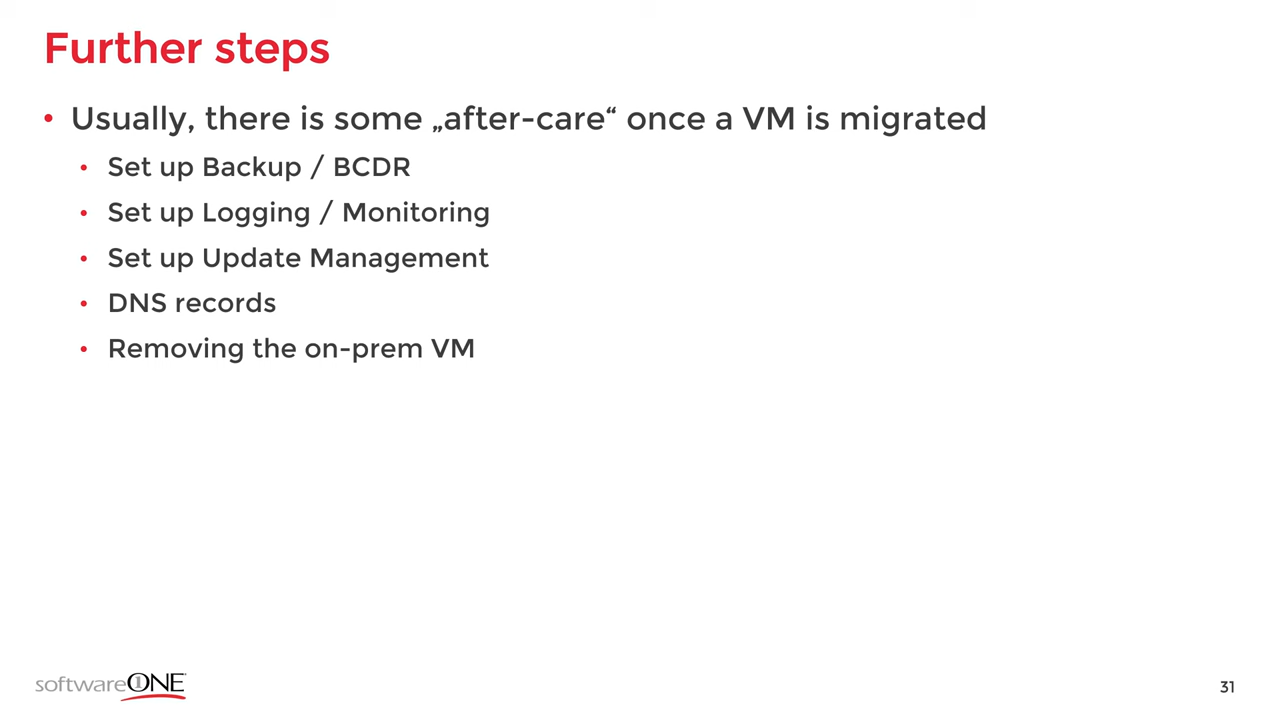 Further steps
• Usually, there is some „after-care“ once a VM is migrated
• Set up Backup / BCDR
• Set up Logging / Monitoring
• Set up Update Management
• DNS records
• Removing the on-prem VM
softwareONE
31